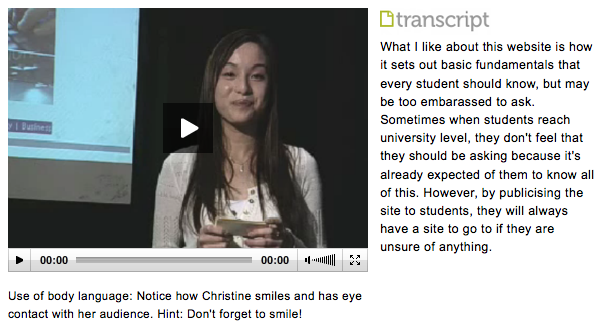 transcript
What I like about this website is how
it sets out basic fundamentals that
every student should know, but may
be too embarassed to ask.
Sometimes when students reach
university level, they don't feel that
they should be asking because it's
already expected of them to know all
of this. However, by publicising the
site to students, they will always
have a site to go to if they are
unsure of anything.
| Business
00:00 00:00
Use of body language: Notice how Christine smiles and has eye
contact with her audience. Hint: Don't forget to smile!